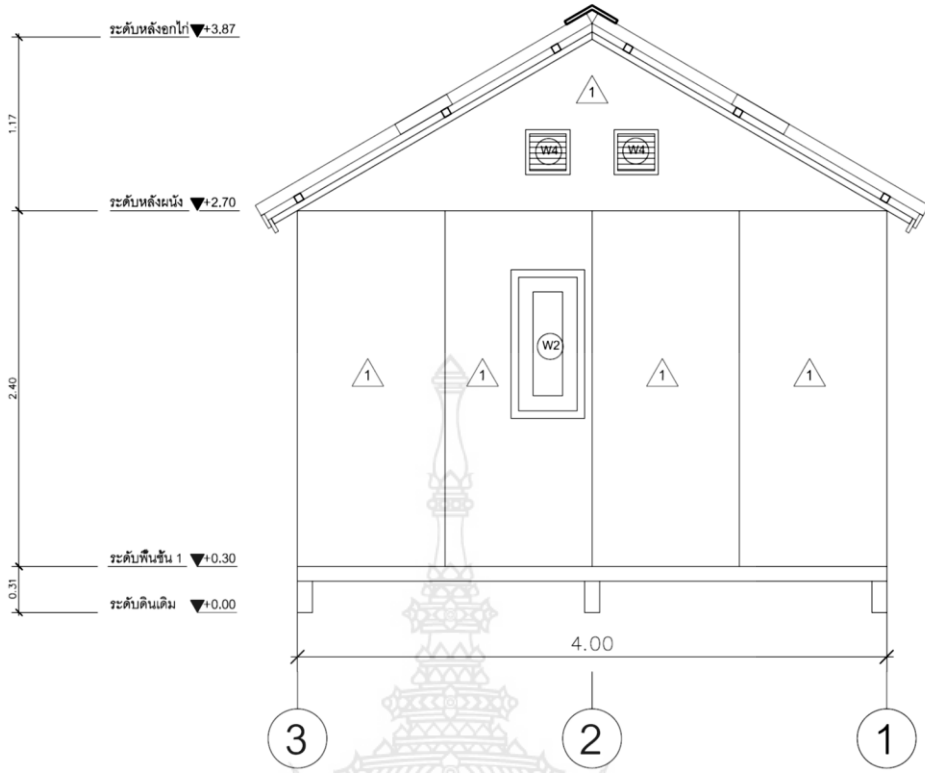 ระดับหลังอกไก่ ▼+3.87
1.17
1
W4 W4
ระดับหลังผนัง ▼+2.70
2.40
W2
1 1 1 1
ระดับพื้นชั้น 1 ▼+0.30
0.31
ระดับดินเดิม ▼+0.00
4.00
3 2 1